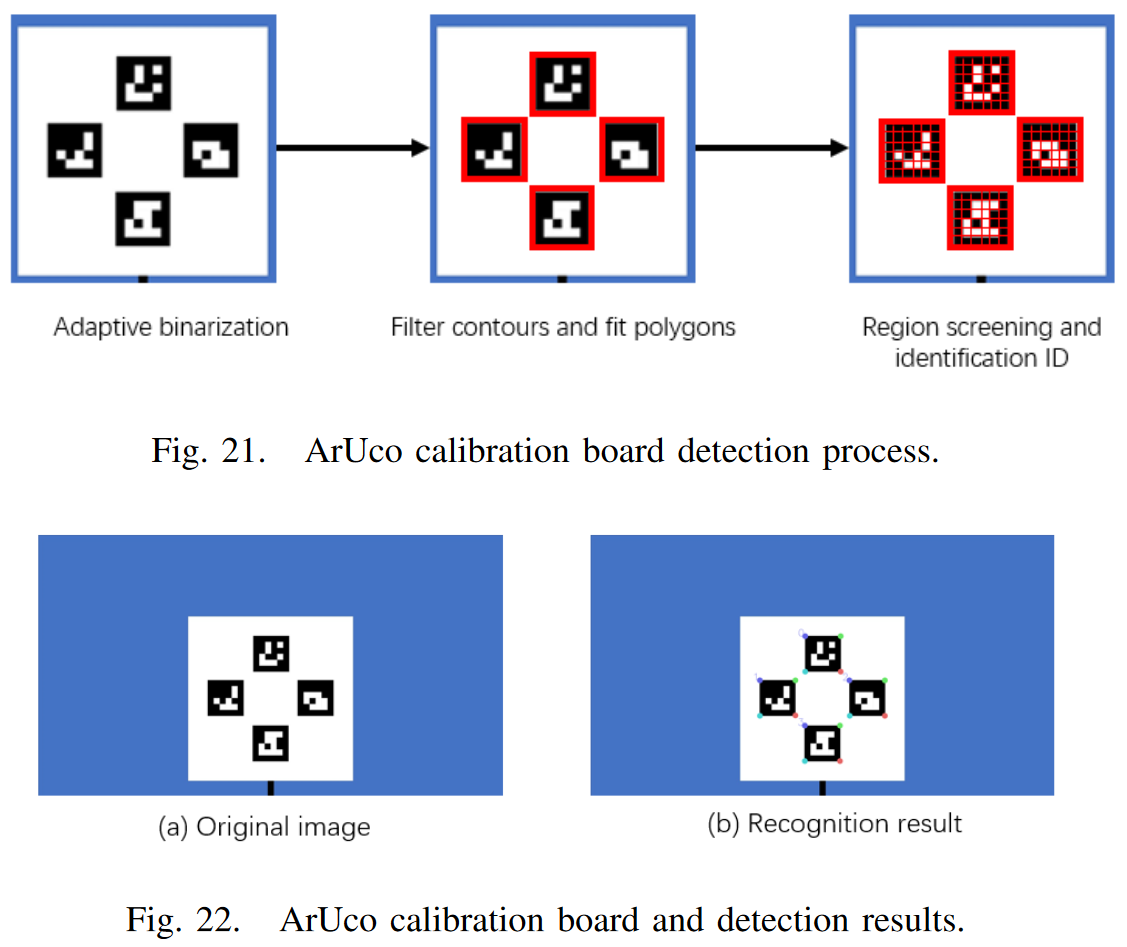 Adaptive binarization
Filter contours and fit polygons
Region screening and
identification ID
Fig. 21. ArUco calibration board detection process.
(a) Original image
(b) Recognition result
Fig. 22. ArUco calibration board and detection results.